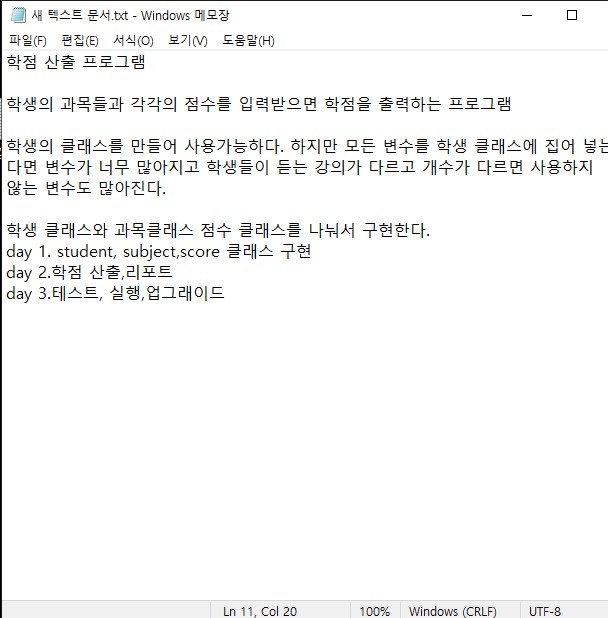 새 텍스트 문서.txt - Windows 메모장
파일(F) 편집(E) 서식(O) 보기(V) 도움말(H)
학점 산출 프로그램
학생의 과목들과 각각의 점수를 입력받으면 학점을 출력하는 프로그램
학생의 클래스를 만들어 사용가능하다. 하지만 모든 변수를 학생 클래스에 집어 넣는
다면 변수가 너무 많아지고 학생들이 듣는 강의가 다르고 개수가 다르면 사용하지
않는 변수도 많아진다.
학생 클래스와 과목클래스 점수 클래스를 나눠서 구현한다.
day 1. student, subject,score 클래스 구현
day 2.학점 산출,리포트
day 3.테스트, 실행,업그레이드
Ln 11, Col 20 100% Windows (CRLF) UTF-8